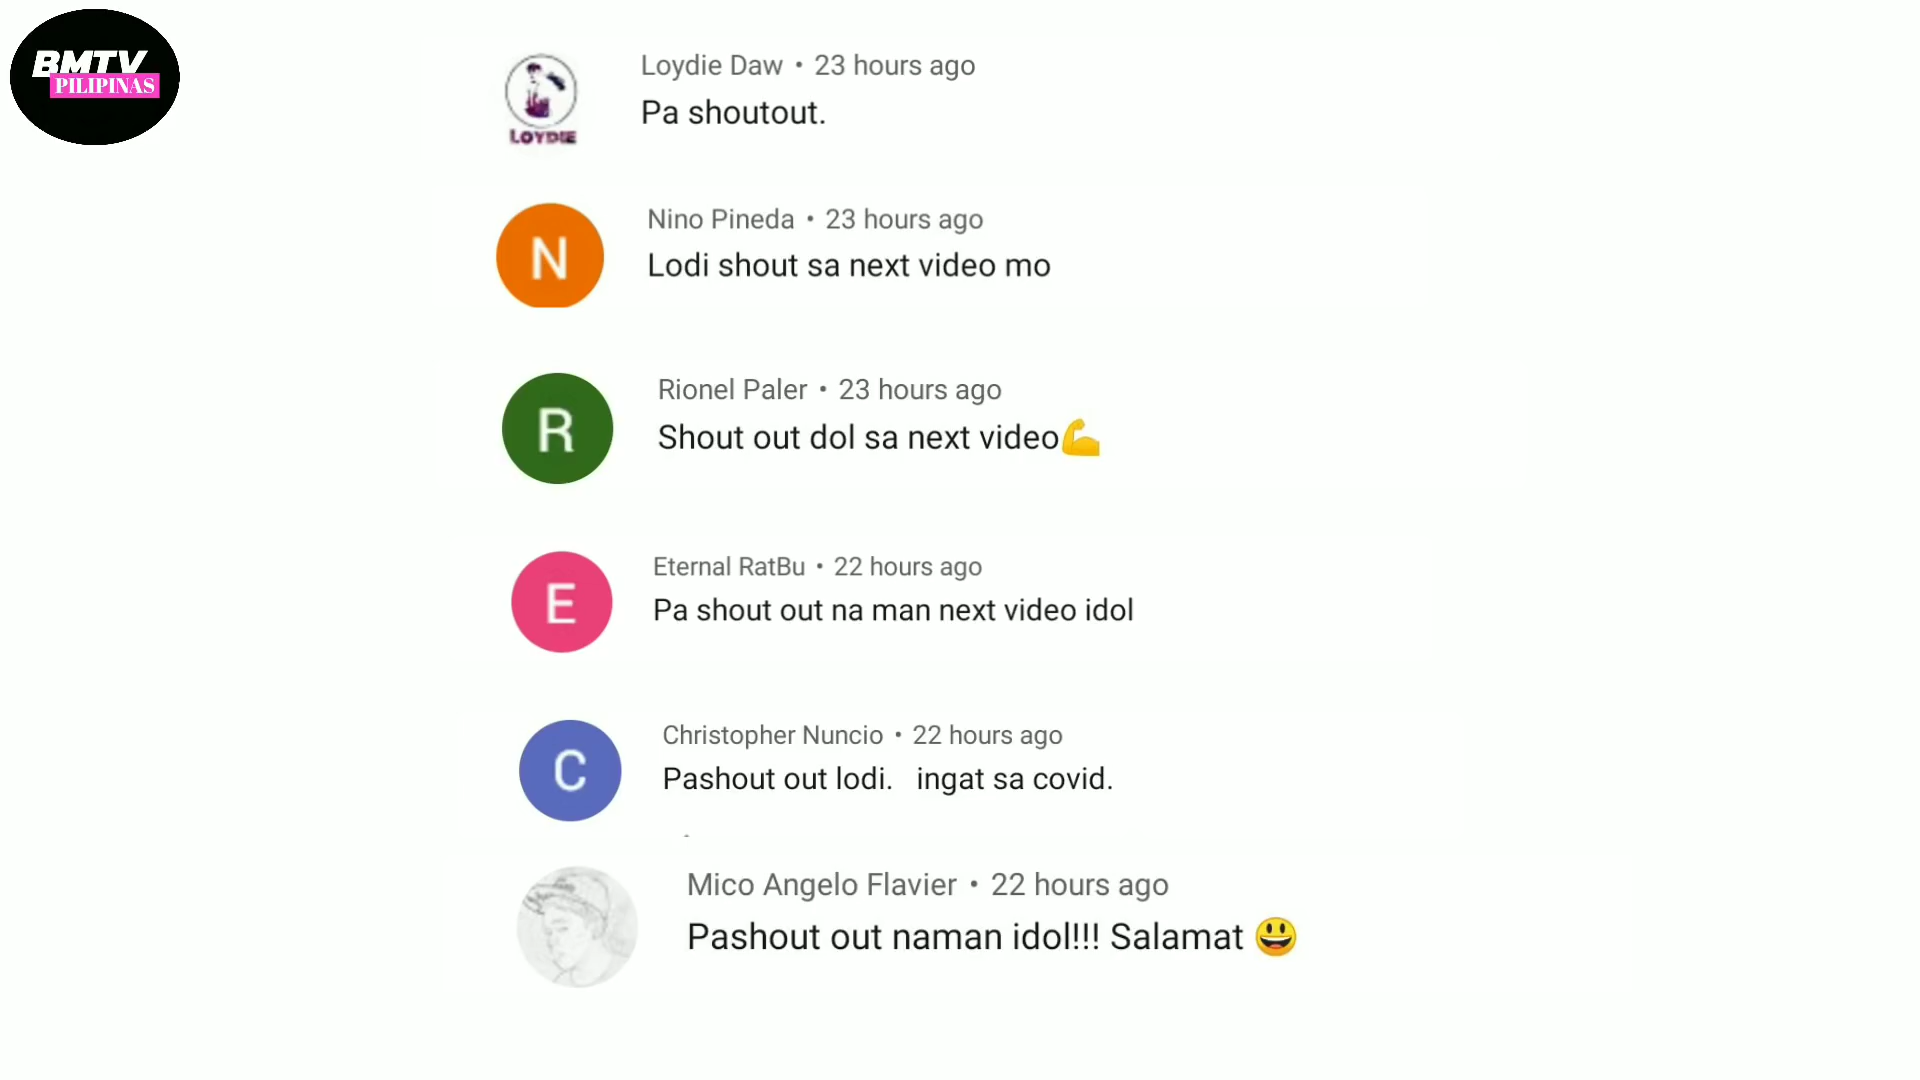 BMTV
PILIPINAS
LOYDIE
Loydie Daw • 23 hours ago
Pa shoutout.
N
Nino Pineda • 23 hours ago
Lodi shout sa next video mo
R
Rionel Paler • 23 hours ago
Shout out dol sa next video💪
E
Eternal RatBu • 22 hours ago
Pa shout out na man next video idol
C
Christopher Nuncio • 22 hours ago
Pashout out lodi.   ingat sa covid.
Mico Angelo Flavier • 22 hours ago
Pashout out naman idol!!! Salamat 😃